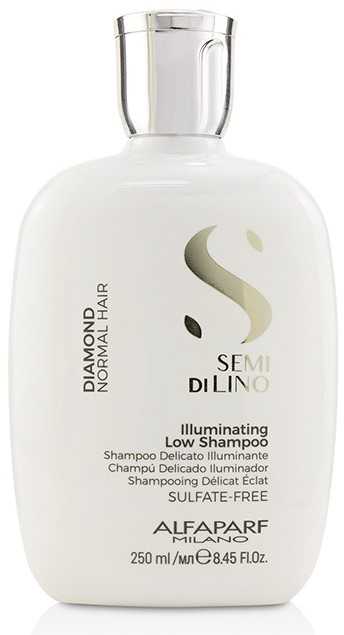 DIAMOND
NORMAL HAIR
SEMI
DI LINO
Illuminating
Low Shampoo
Shampoo Delicato Illuminante
Champú Delicado Iluminador
Shampooing Délicat Éclat
SULFATE-FREE
ALFAPARF
MILANO
250 ml /мл℮8.45 Fl.Oz.